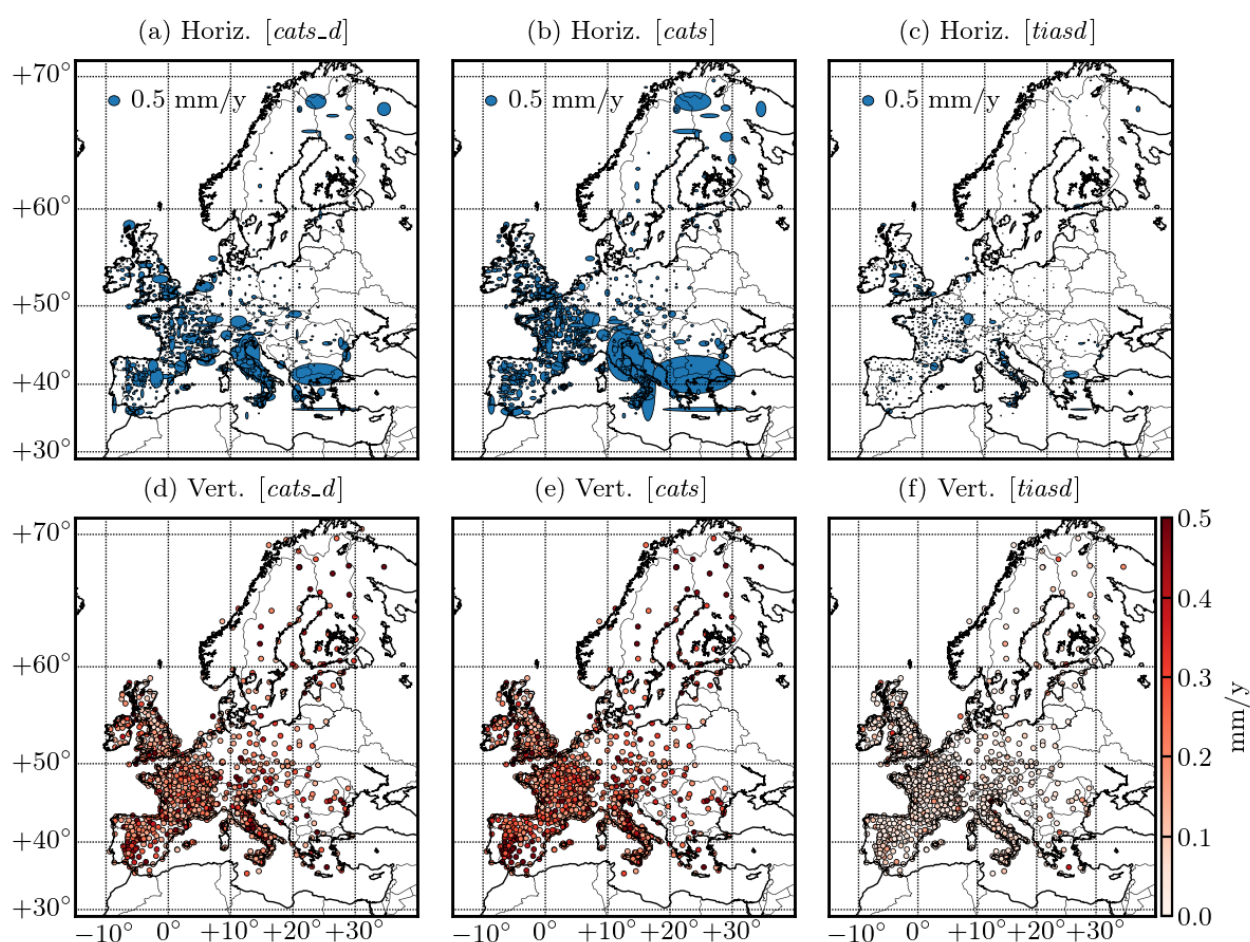 (a) Horiz. [cats_d] (b) Horiz. [cats] (c) Horiz. [tiasd]
+70°
0.5 mm/y 0.5 mm/y 0.5 mm/y
+60°
+50°
+40°
+30°
(d) Vert. [cats_d] (e) Vert. [cats] (f) Vert. [tiasd]
+70° 0.5
0.4
+60°
0.3
mm/y
+50° 0.2
+40° 0.1
+30° 0.0
−10° 0° +10° +20° +30° −10° 0° +10° +20° +30° −10° 0° +10° +20° +30°